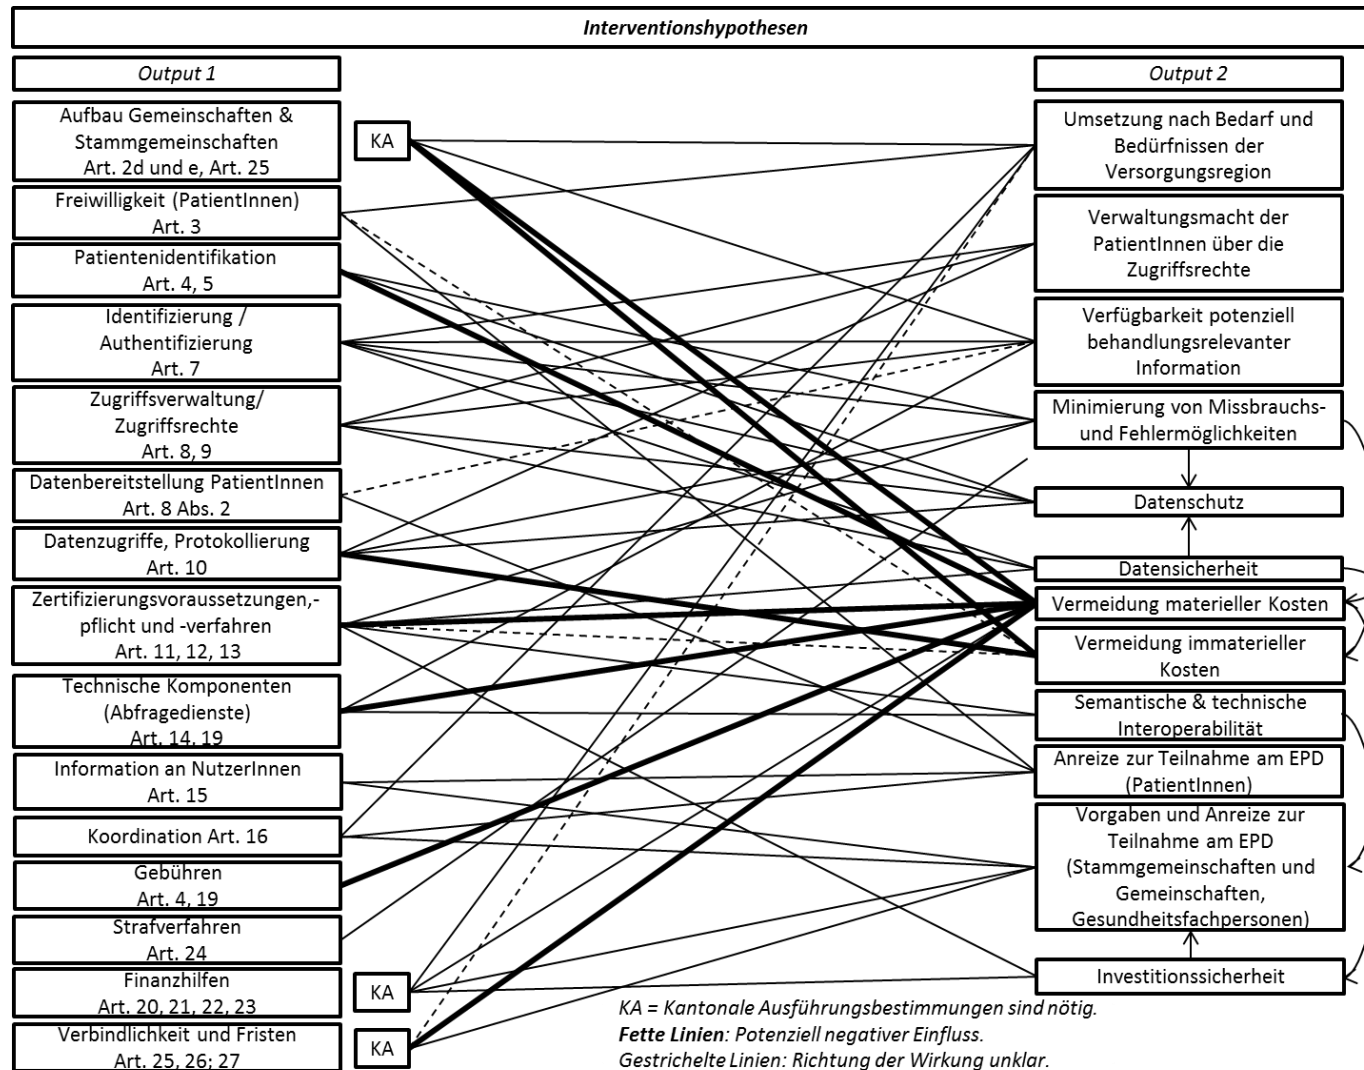 Interventionshypothesen
Output 1
Aufbau Gemeinschaften &
Stammgemeinschaften
Art. 2d und e, Art. 25
KA
Freiwilligkeit (PatientInnen)
Art. 3
Patientenidentifikation
Art. 4, 5
Identifizierung /
Authentifizierung
Art. 7
Zugriffsverwaltung/
Zugriffsrechte
Art. 8, 9
Datenbereitstellung PatientInnen
Art. 8 Abs. 2
Datenzugriffe, Protokollierung
Art. 10
Zertifizierungsvoraussetzungen,-
pflicht und -verfahren
Art. 11, 12, 13
Technische Komponenten
(Abfragedienste)
Art. 14, 19
Information an NutzerInnen
Art. 15
Koordination Art. 16
Gebühren
Art. 4, 19
Strafverfahren
Art. 24
Finanzhilfen
Art. 20, 21, 22, 23
KA
Verbindlichkeit und Fristen
Art. 25, 26; 27
KA
Output 2
Umsetzung nach Bedarf und
Bedürfnissen der
Versorgungsregion
Verwaltungsmacht der
PatientInnen über die
Zugriffsrechte
Verfügbarkeit potenziell
behandlungsrelevanter
Information
Minimierung von Missbrauchs-
und Fehlermöglichkeiten
Datenschutz
Datensicherheit
Vermeidung materieller Kosten
Vermeidung immaterieller
Kosten
Semantische & technische
Interoperabilität
Anreize zur Teilnahme am EPD
(PatientInnen)
Vorgaben und Anreize zur
Teilnahme am EPD
(Stammgemeinschaften und
Gemeinschaften,
Gesundheitsfachpersonen)
Investitionssicherheit
KA = Kantonale Ausführungsbestimmungen sind nötig.
Fette Linien: Potenziell negativer Einfluss.
Gestrichelte Linien: Richtung der Wirkung unklar.